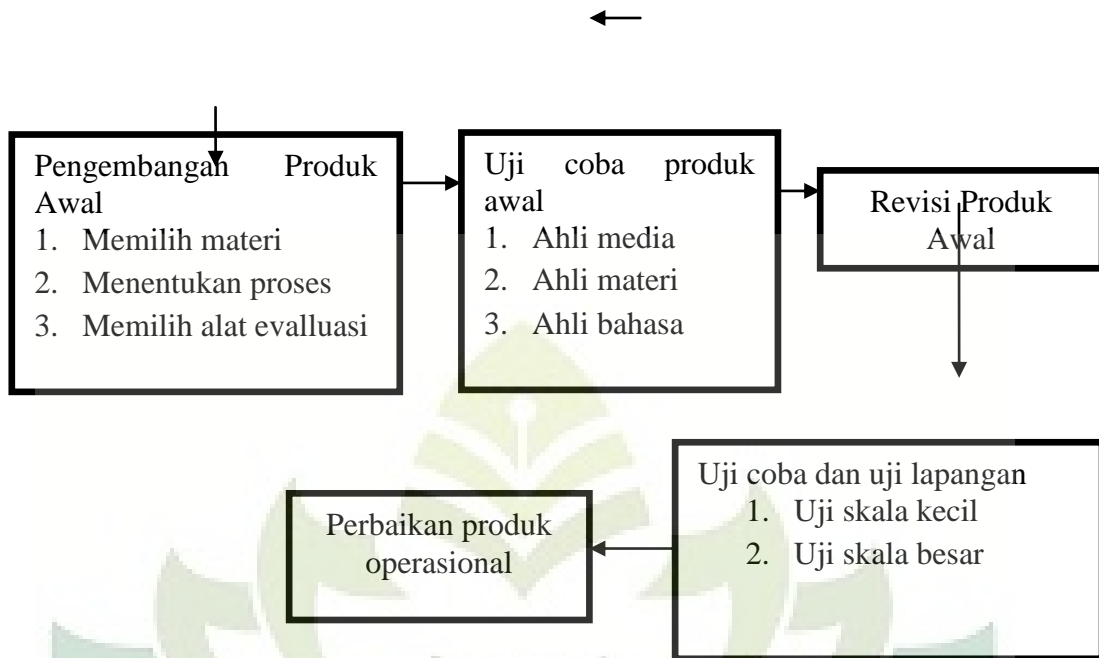 Pengembangan Produk
Awal
1. Memilih materi
2. Menentukan proses
3. Memilih alat evalluasi
Uji coba produk
awal
1. Ahli media
2. Ahli materi
3. Ahli bahasa
Revisi Produk
Awal
Uji coba dan uji lapangan
1. Uji skala kecil
2. Uji skala besar
Perbaikan produk
operasional